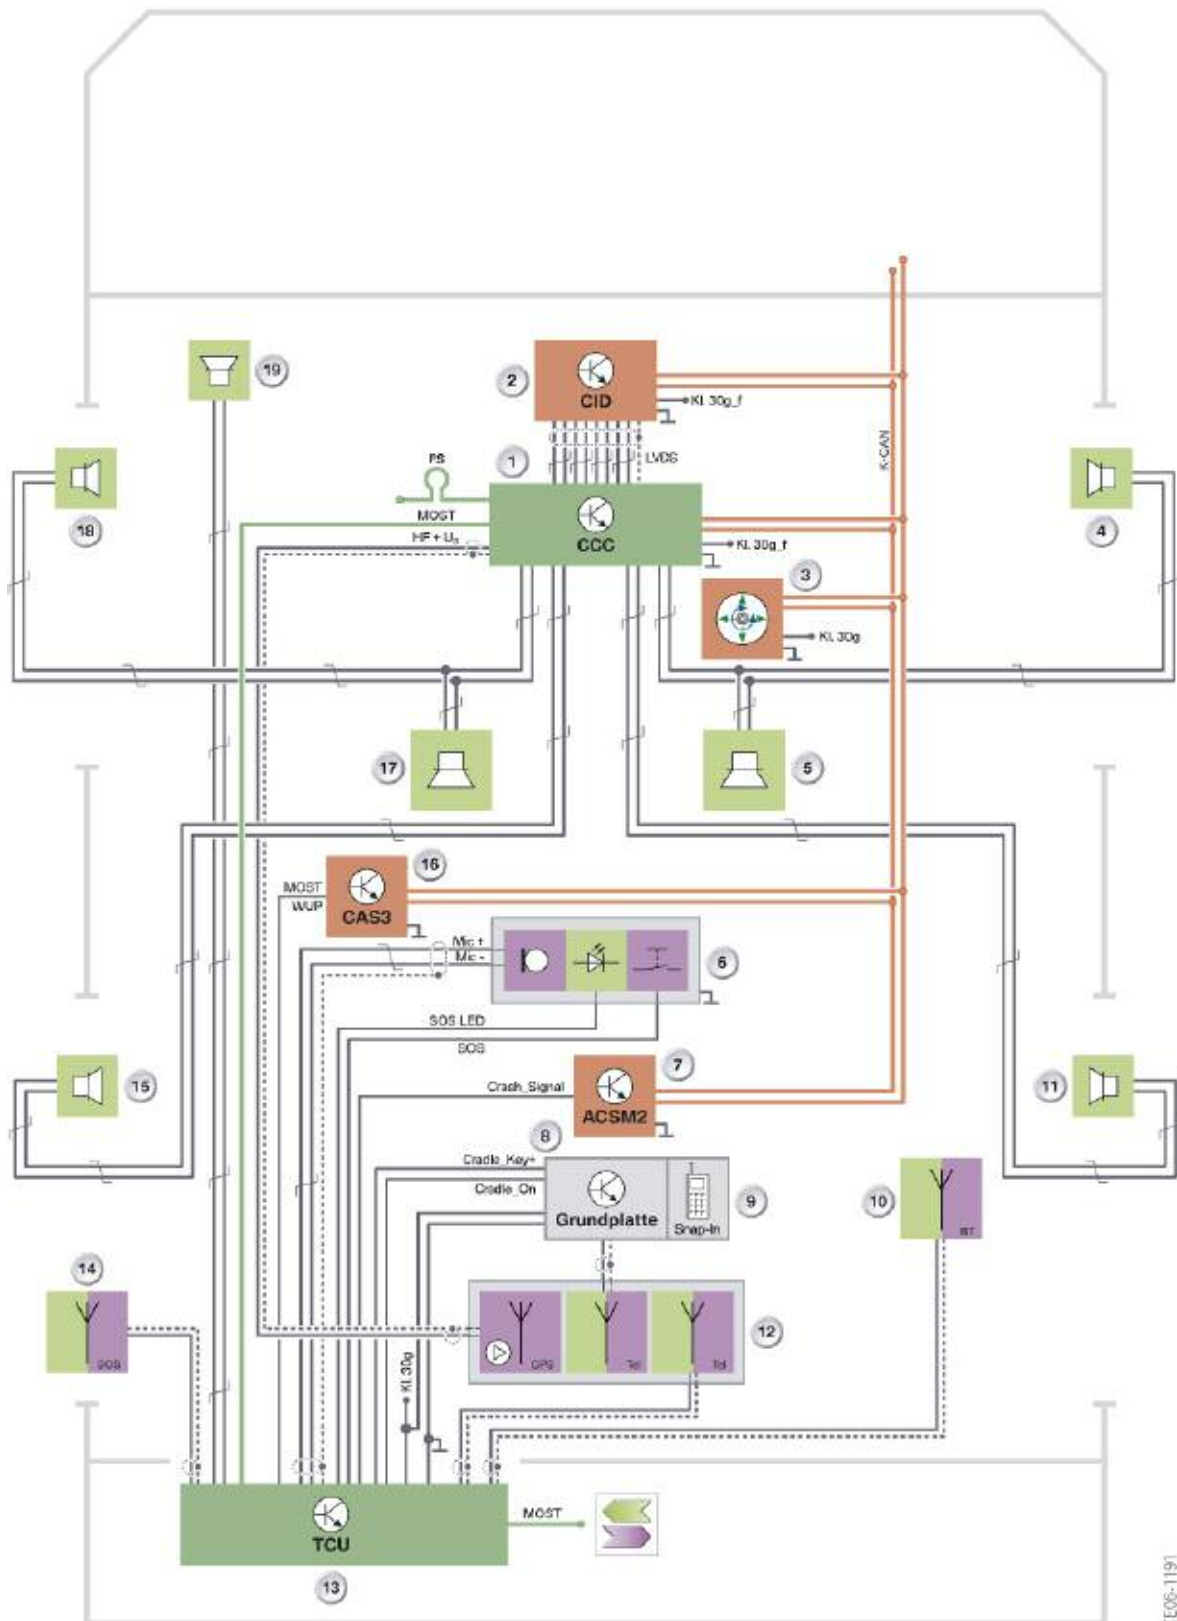 19
2
CID
Kl. 30g_f
K-CAN
1
LVDS
PS
18
MOST
CCC
4
HF + U
Kl. 30g_f
3
Kl. 30g
17
5
16
MOST
WUP
CAS3
Mic +
Mic -
6
SOS LED
SOS
7
15
Crash_Signal
ACSM2
11
8
Cradle_Key+
Cradle_On
Grundplatte
Snap-In
9
10
BT
14
SOS
GPS
Tel
Tel
12
Kl. 30g
MOST
TCU
13
TE06-1191